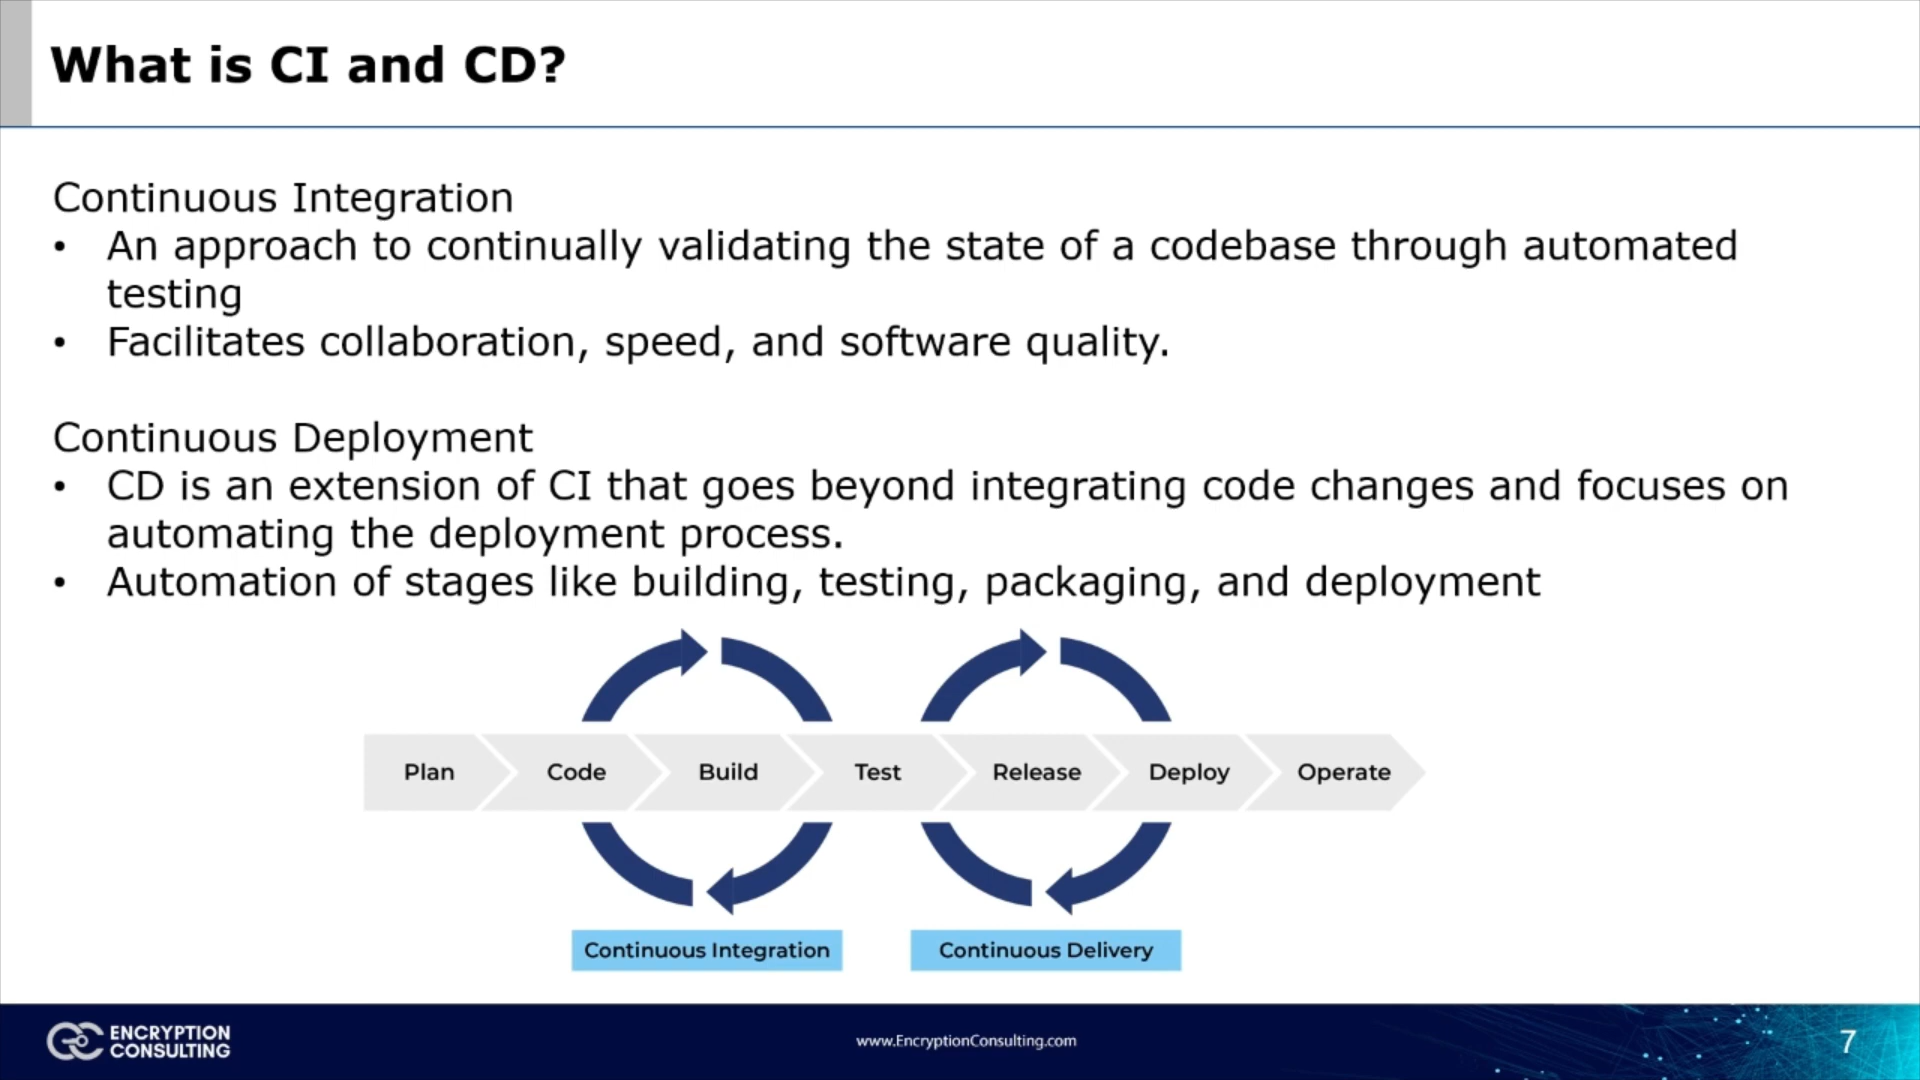 What is CI and CD?
Continuous Integration
• An approach to continually validating the state of a codebase through automated
testing
• Facilitates collaboration, speed, and software quality.
Continuous Deployment
• CD is an extension of CI that goes beyond integrating code changes and focuses on
automating the deployment process.
• Automation of stages like building, testing, packaging, and deployment
Plan Code Build Test Release Deploy Operate
Continuous Integration Continuous Delivery
ENCRYPTION
CONSULTING
www.EncryptionConsulting.com
7